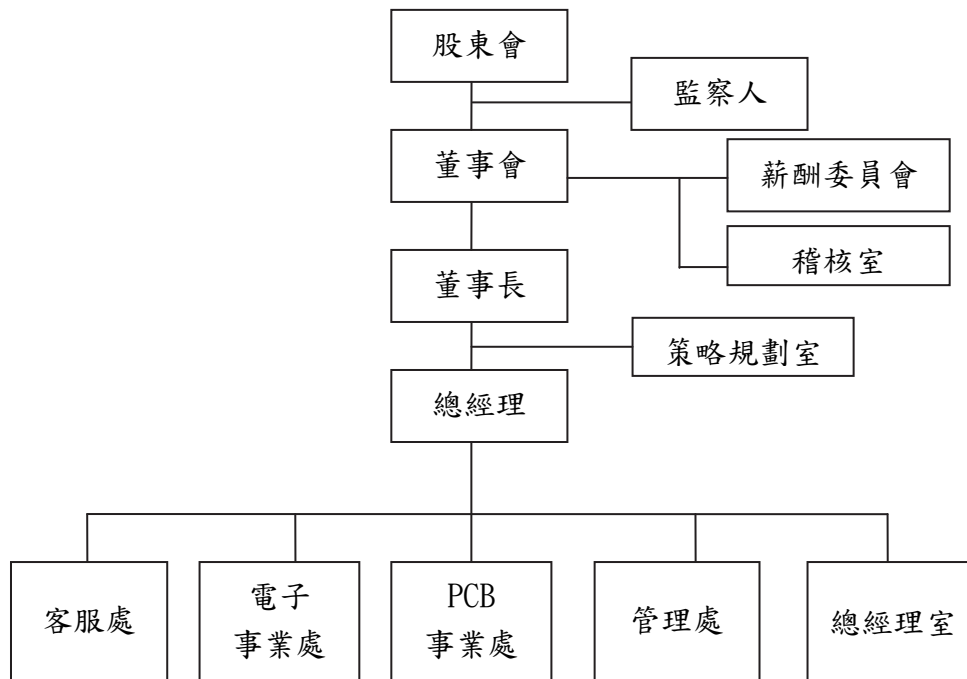 股東會
監察人
董事會
薪酬委員會
稽核室
董事長
策略規劃室
總經理
客服處
電子
事業處
PCB
事業處
管理處
總經理室